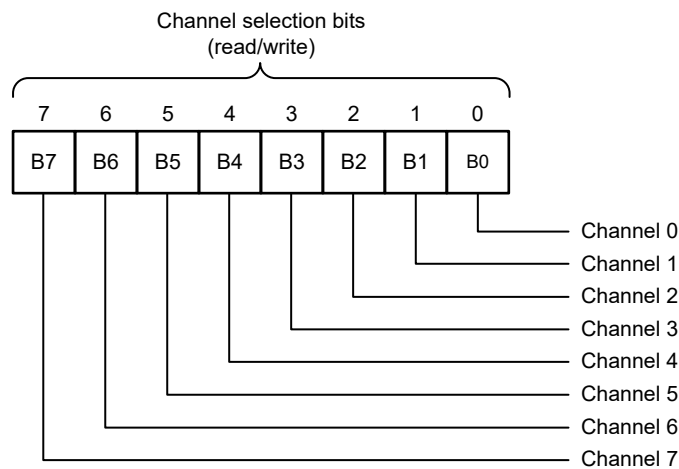 Channel selection bits
(read/write)
7 6 5 4 3 2 1 0
B7 B6 B5 B4 B3 B2 B1 B0
Channel 0
Channel 1
Channel 2
Channel 3
Channel 4
Channel 5
Channel 6
Channel 7